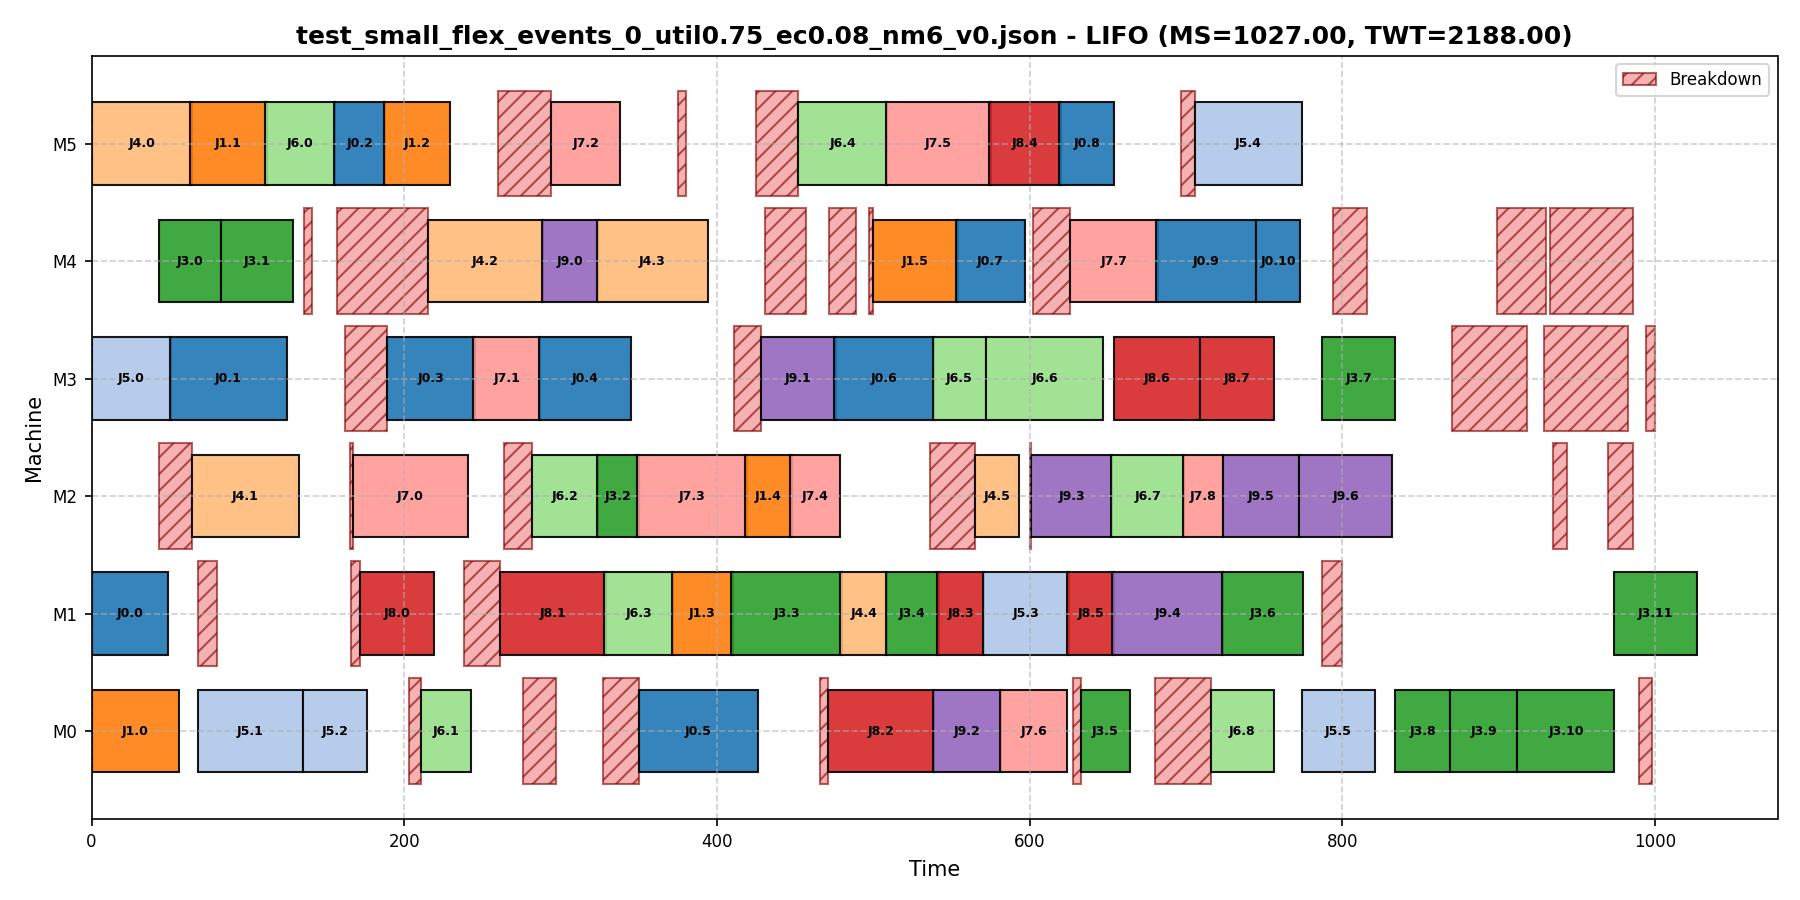 test_small_flex_events_0_util0.75_ec0.08_nm6_v0.json - LIFO (MS=1027.00, TWT=2188.00)
Breakdown
M5
J4.0 J1.1 J6.0 J0.2 J1.2 J7.2 J6.4 J7.5 J8.4 J0.8 J5.4
M4
J3.0 J3.1 J4.2 J9.0 J4.3 J1.5 J0.7 J7.7 J0.9 J0.10
M3
J5.0 J0.1 J0.3 J7.1 J0.4 J9.1 J0.6 J6.5 J6.6 J8.6 J8.7 J3.7
M2
J4.1 J7.0 J6.2 J3.2 J7.3 J1.4 J7.4 J4.5 J9.3 J6.7 J7.8 J9.5 J9.6
M1
J0.0 J8.0 J8.1 J6.3 J1.3 J3.3 J4.4 J3.4 J8.3 J5.3 J8.5 J9.4 J3.6 J3.11
M0
J1.0 J5.1 J5.2 J6.1 J0.5 J8.2 J9.2 J7.6 J3.5 J6.8 J5.5 J3.8 J3.9 J3.10
Machine
0 200 400 600 800 1000
Time